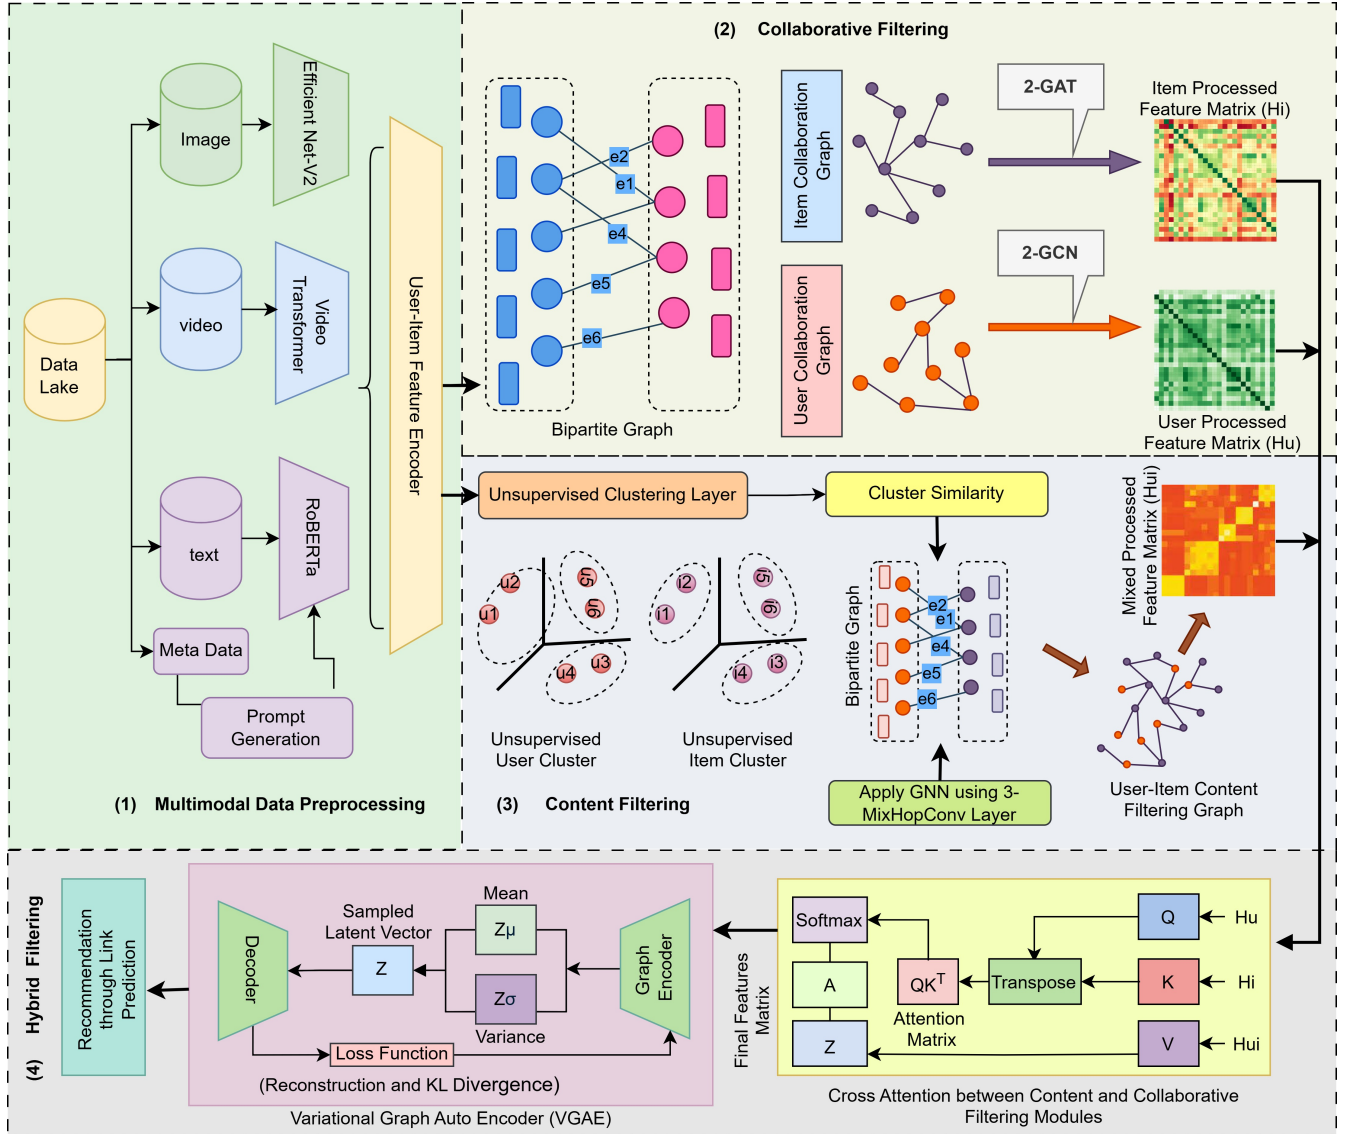 (1) Multimodal Data Preprocessing
Data
Lake
Image
Efficient Net-V2
video
Video
Transformer
text
RoBERTa
Meta Data
Prompt
Generation
User-Item Feature Encoder
(2) Collaborative Filtering
e2
e1
e4
e5
e6
Bipartite Graph
Item Collaboration
Graph
2-GAT
Item Processed
Feature Matrix (Hi)
User Collaboration
Graph
2-GCN
User Processed
Feature Matrix (Hu)
Unsupervised Clustering Layer
Cluster Similarity
u2
u1
u5
u6
u4
u3
Unsupervised
User Cluster
i2
i1
i5
i6
i4
i3
Unsupervised
Item Cluster
Bipartite Graph
e2
e1
e4
e5
e6
Apply GNN using 3-
MixHopConv Layer
Mixed Processed
Feature Matrix (Hui)
User-Item Content
Filtering Graph
(3) Content Filtering
(4) Hybrid Filtering
Recommendation
through Link
Prediction
Decoder
Sampled
Latent Vector
Z
Mean
Zμ
Zσ
Variance
Graph
Encoder
Loss Function
(Reconstruction and KL Divergence)
Variational Graph Auto Encoder (VGAE)
Final Features
Matrix
Softmax
A
Z
QKT
Attention
Matrix
Transpose
Q
Hu
K
Hi
V
Hui
Cross Attention between Content and Collaborative
Filtering Modules